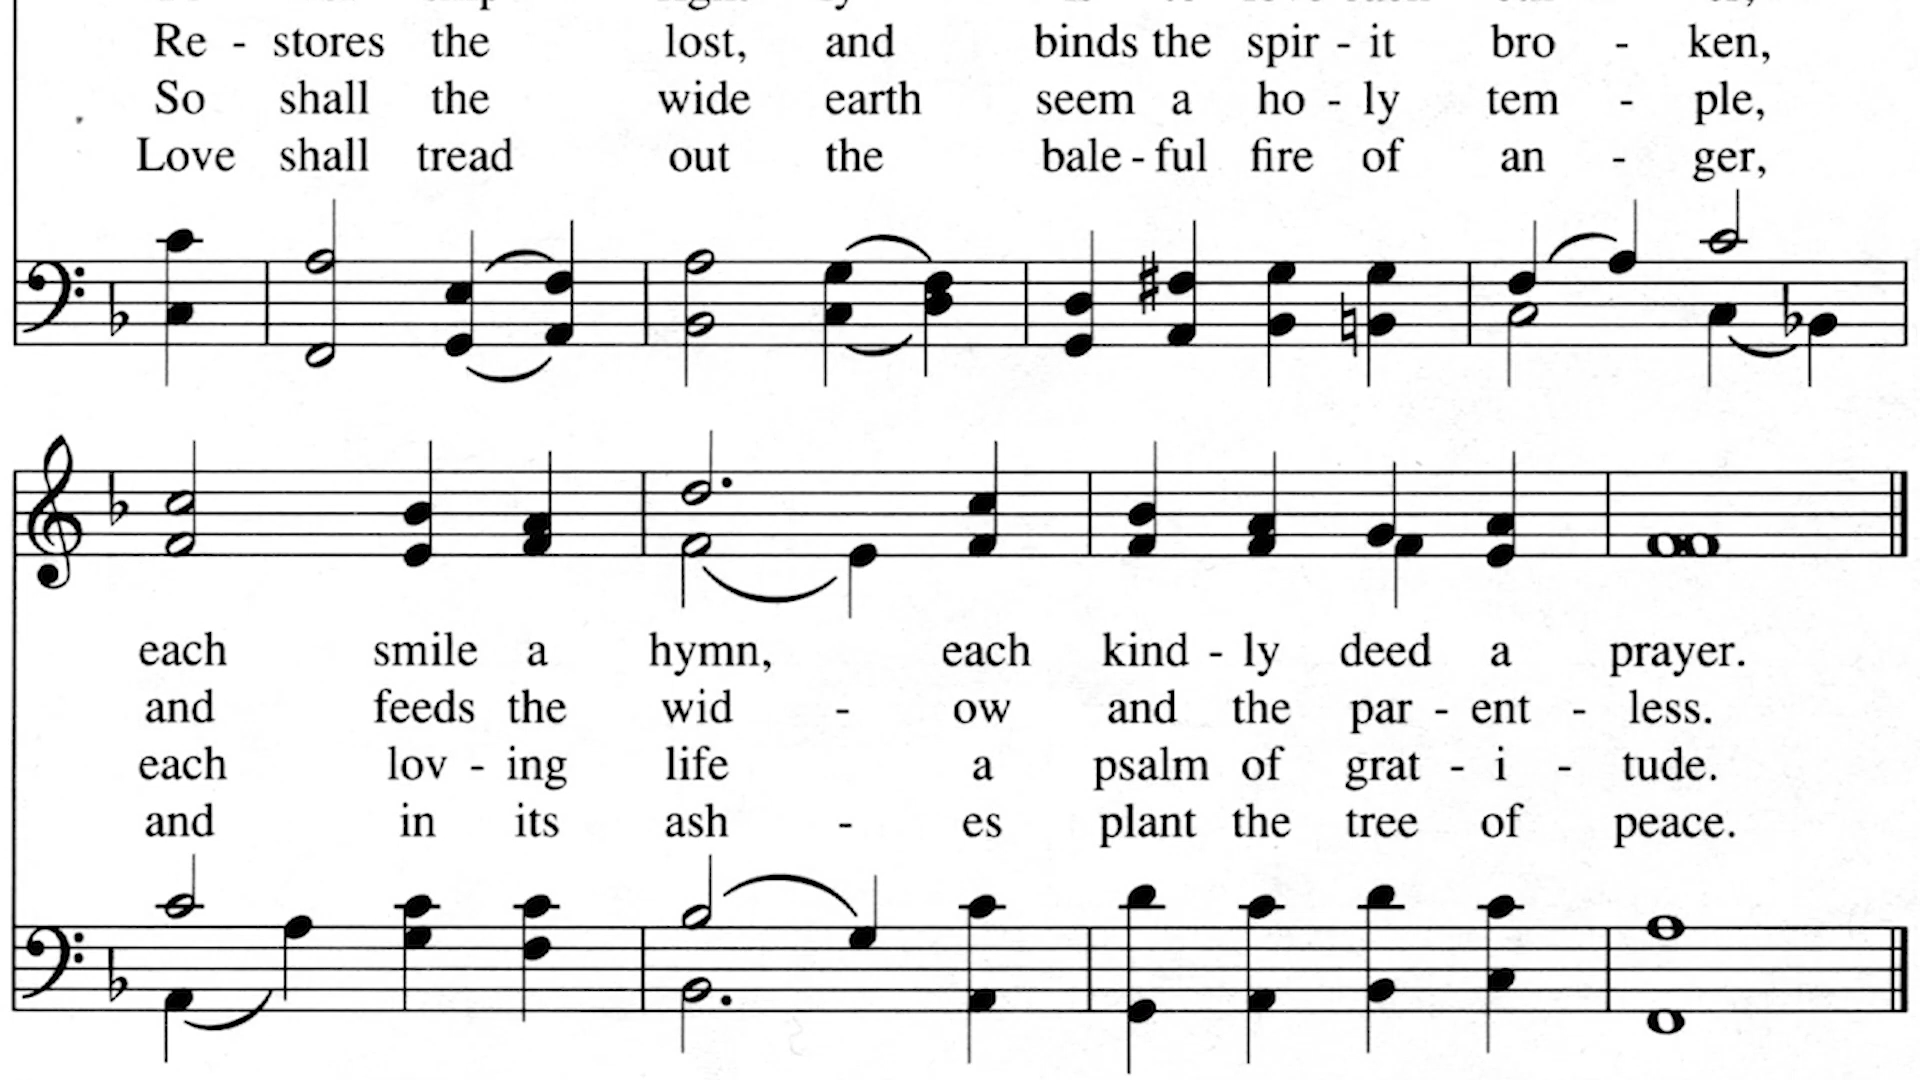 Re - stores the lost, and binds the spir - it bro - ken,
So shall the wide earth seem a ho - ly tem - ple,
Love shall tread out the bale - ful fire of an - ger,
each smile a hymn, each kind - ly deed a prayer.
and feeds the wid - ow and the par - ent - less.
each lov - ing life a psalm of grat - i - tude.
and in its ash - es plant the tree of peace.